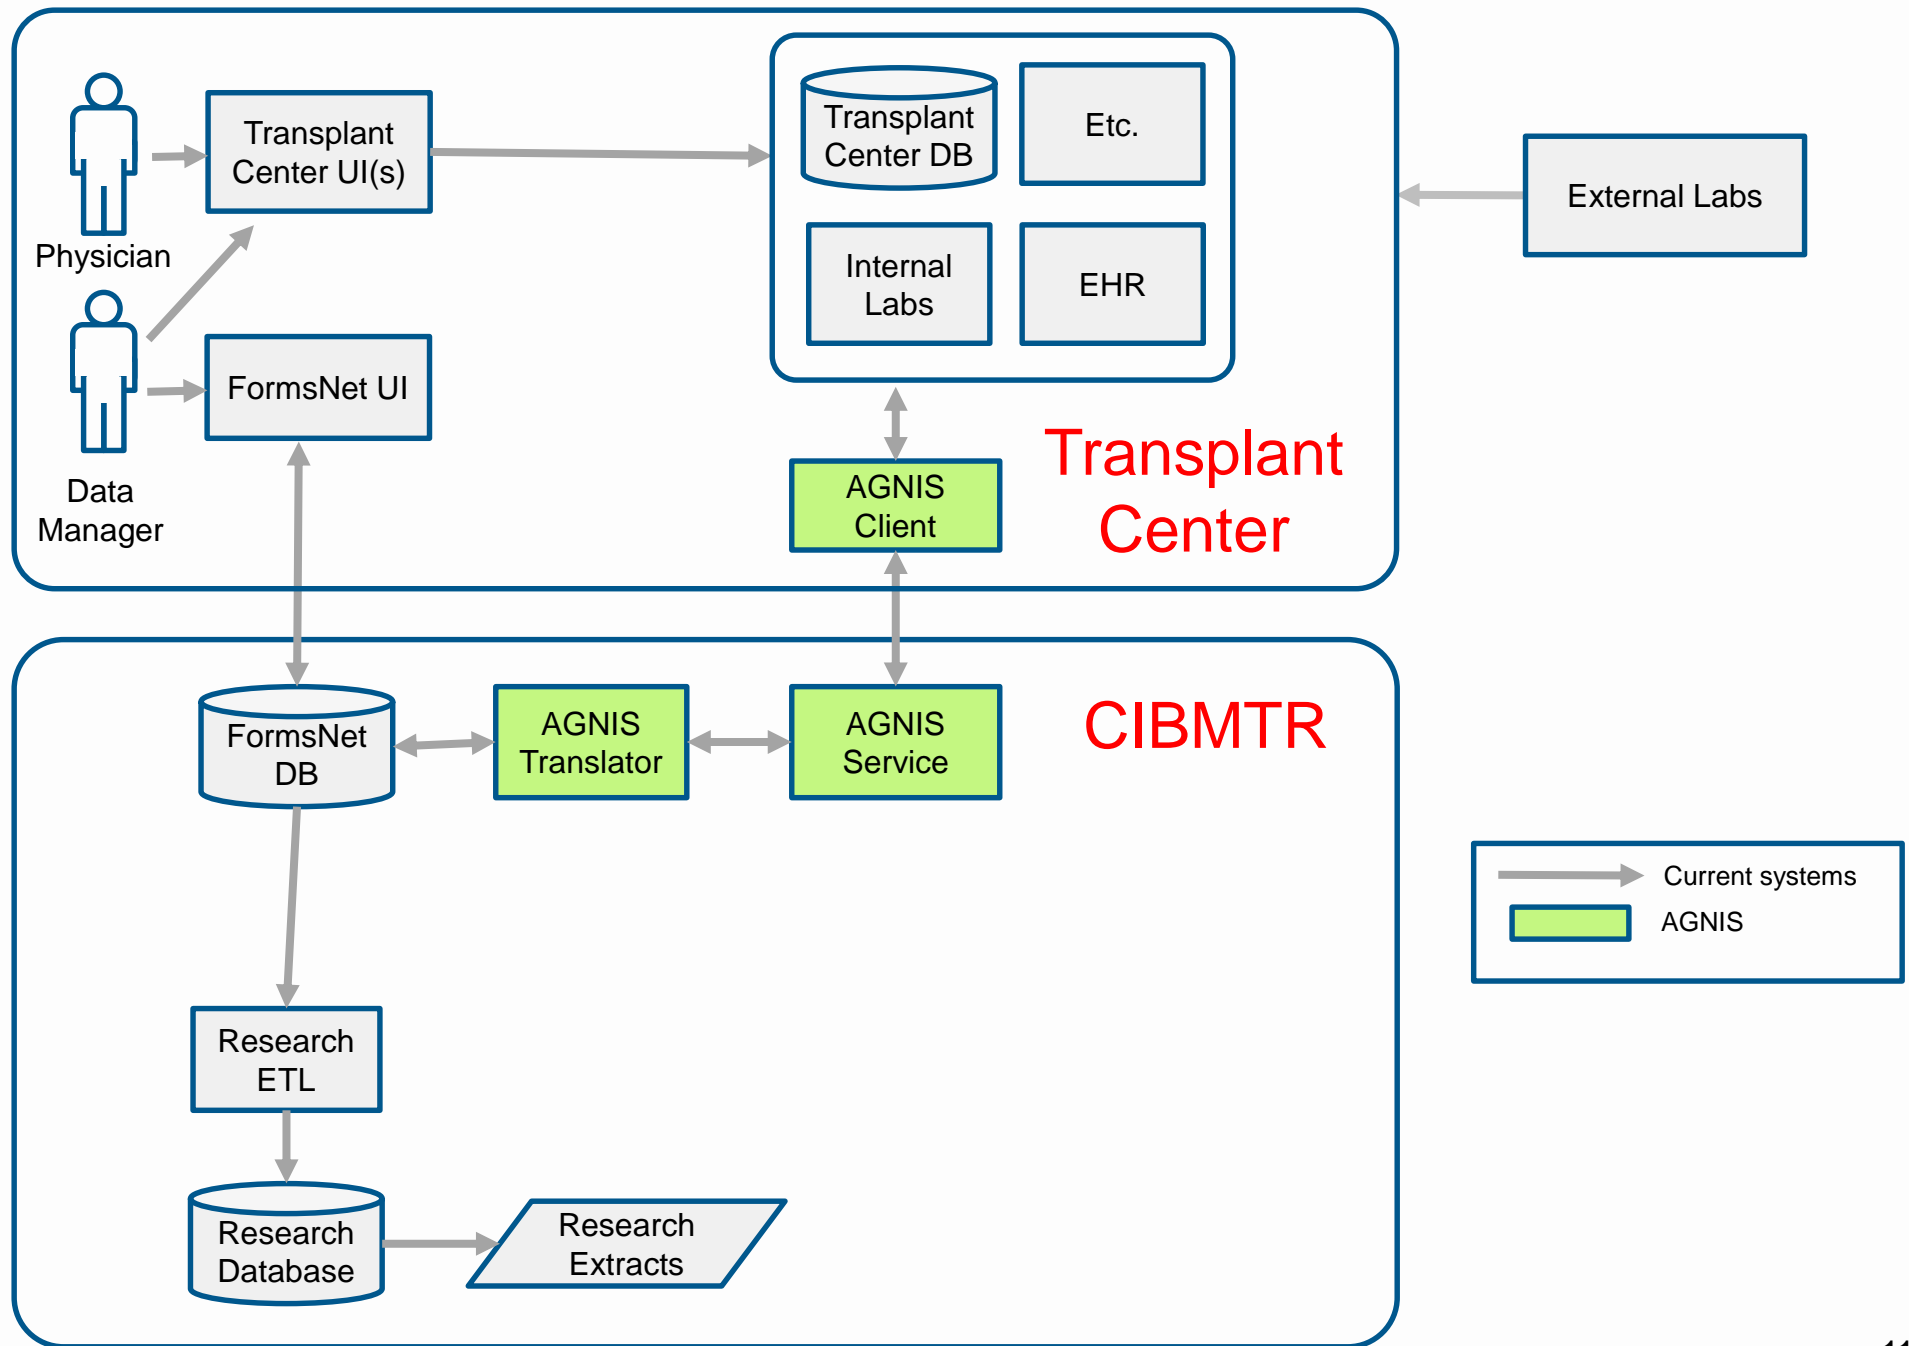 Transplant
Center UI(s)
Physician
Data
Manager
FormsNet UI
Transplant
Center DB
Etc.
Internal
Labs
EHR
External Labs
AGNIS
Client
Transplant
Center
FormsNet
DB
AGNIS
Translator
AGNIS
Service
CIBMTR
Research
ETL
Research
Database
Research
Extracts
Current systems
AGNIS